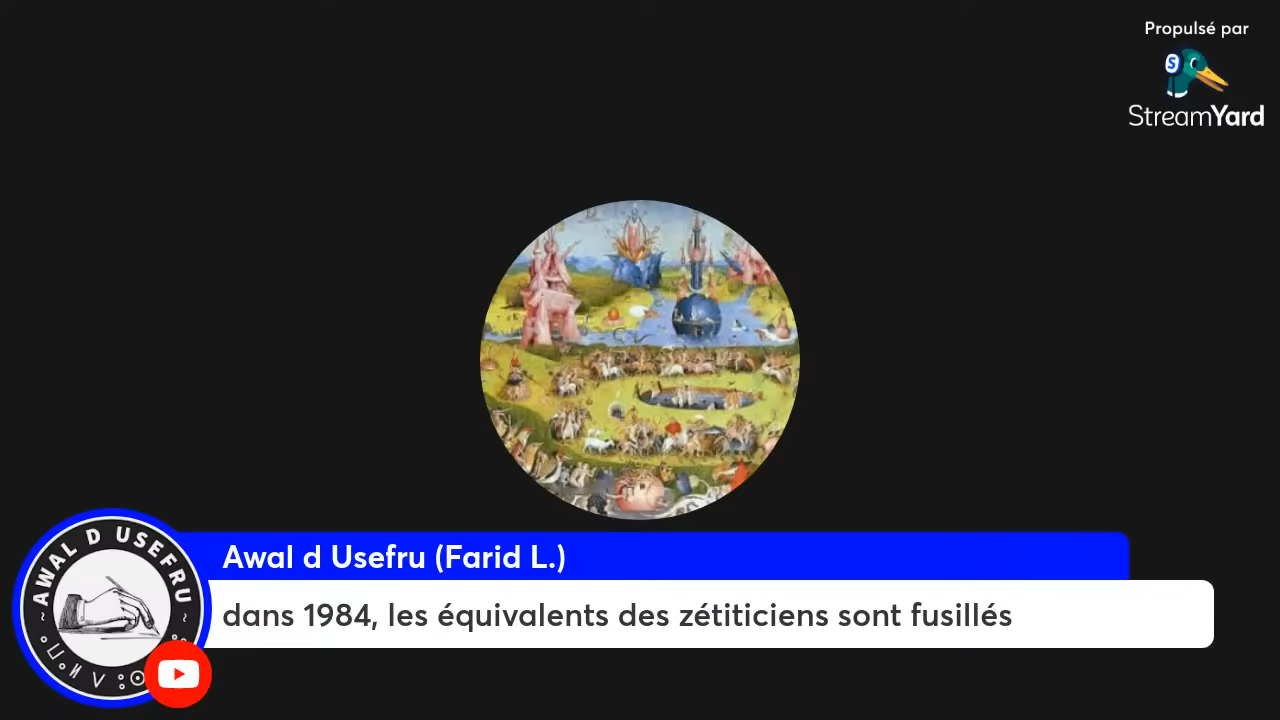 Propulsé par
StreamYard
Awal d Usefru (Farid L.)
dans 1984, les équivalents des zétiticiens sont fusillés
AWAL D USEFRU
S